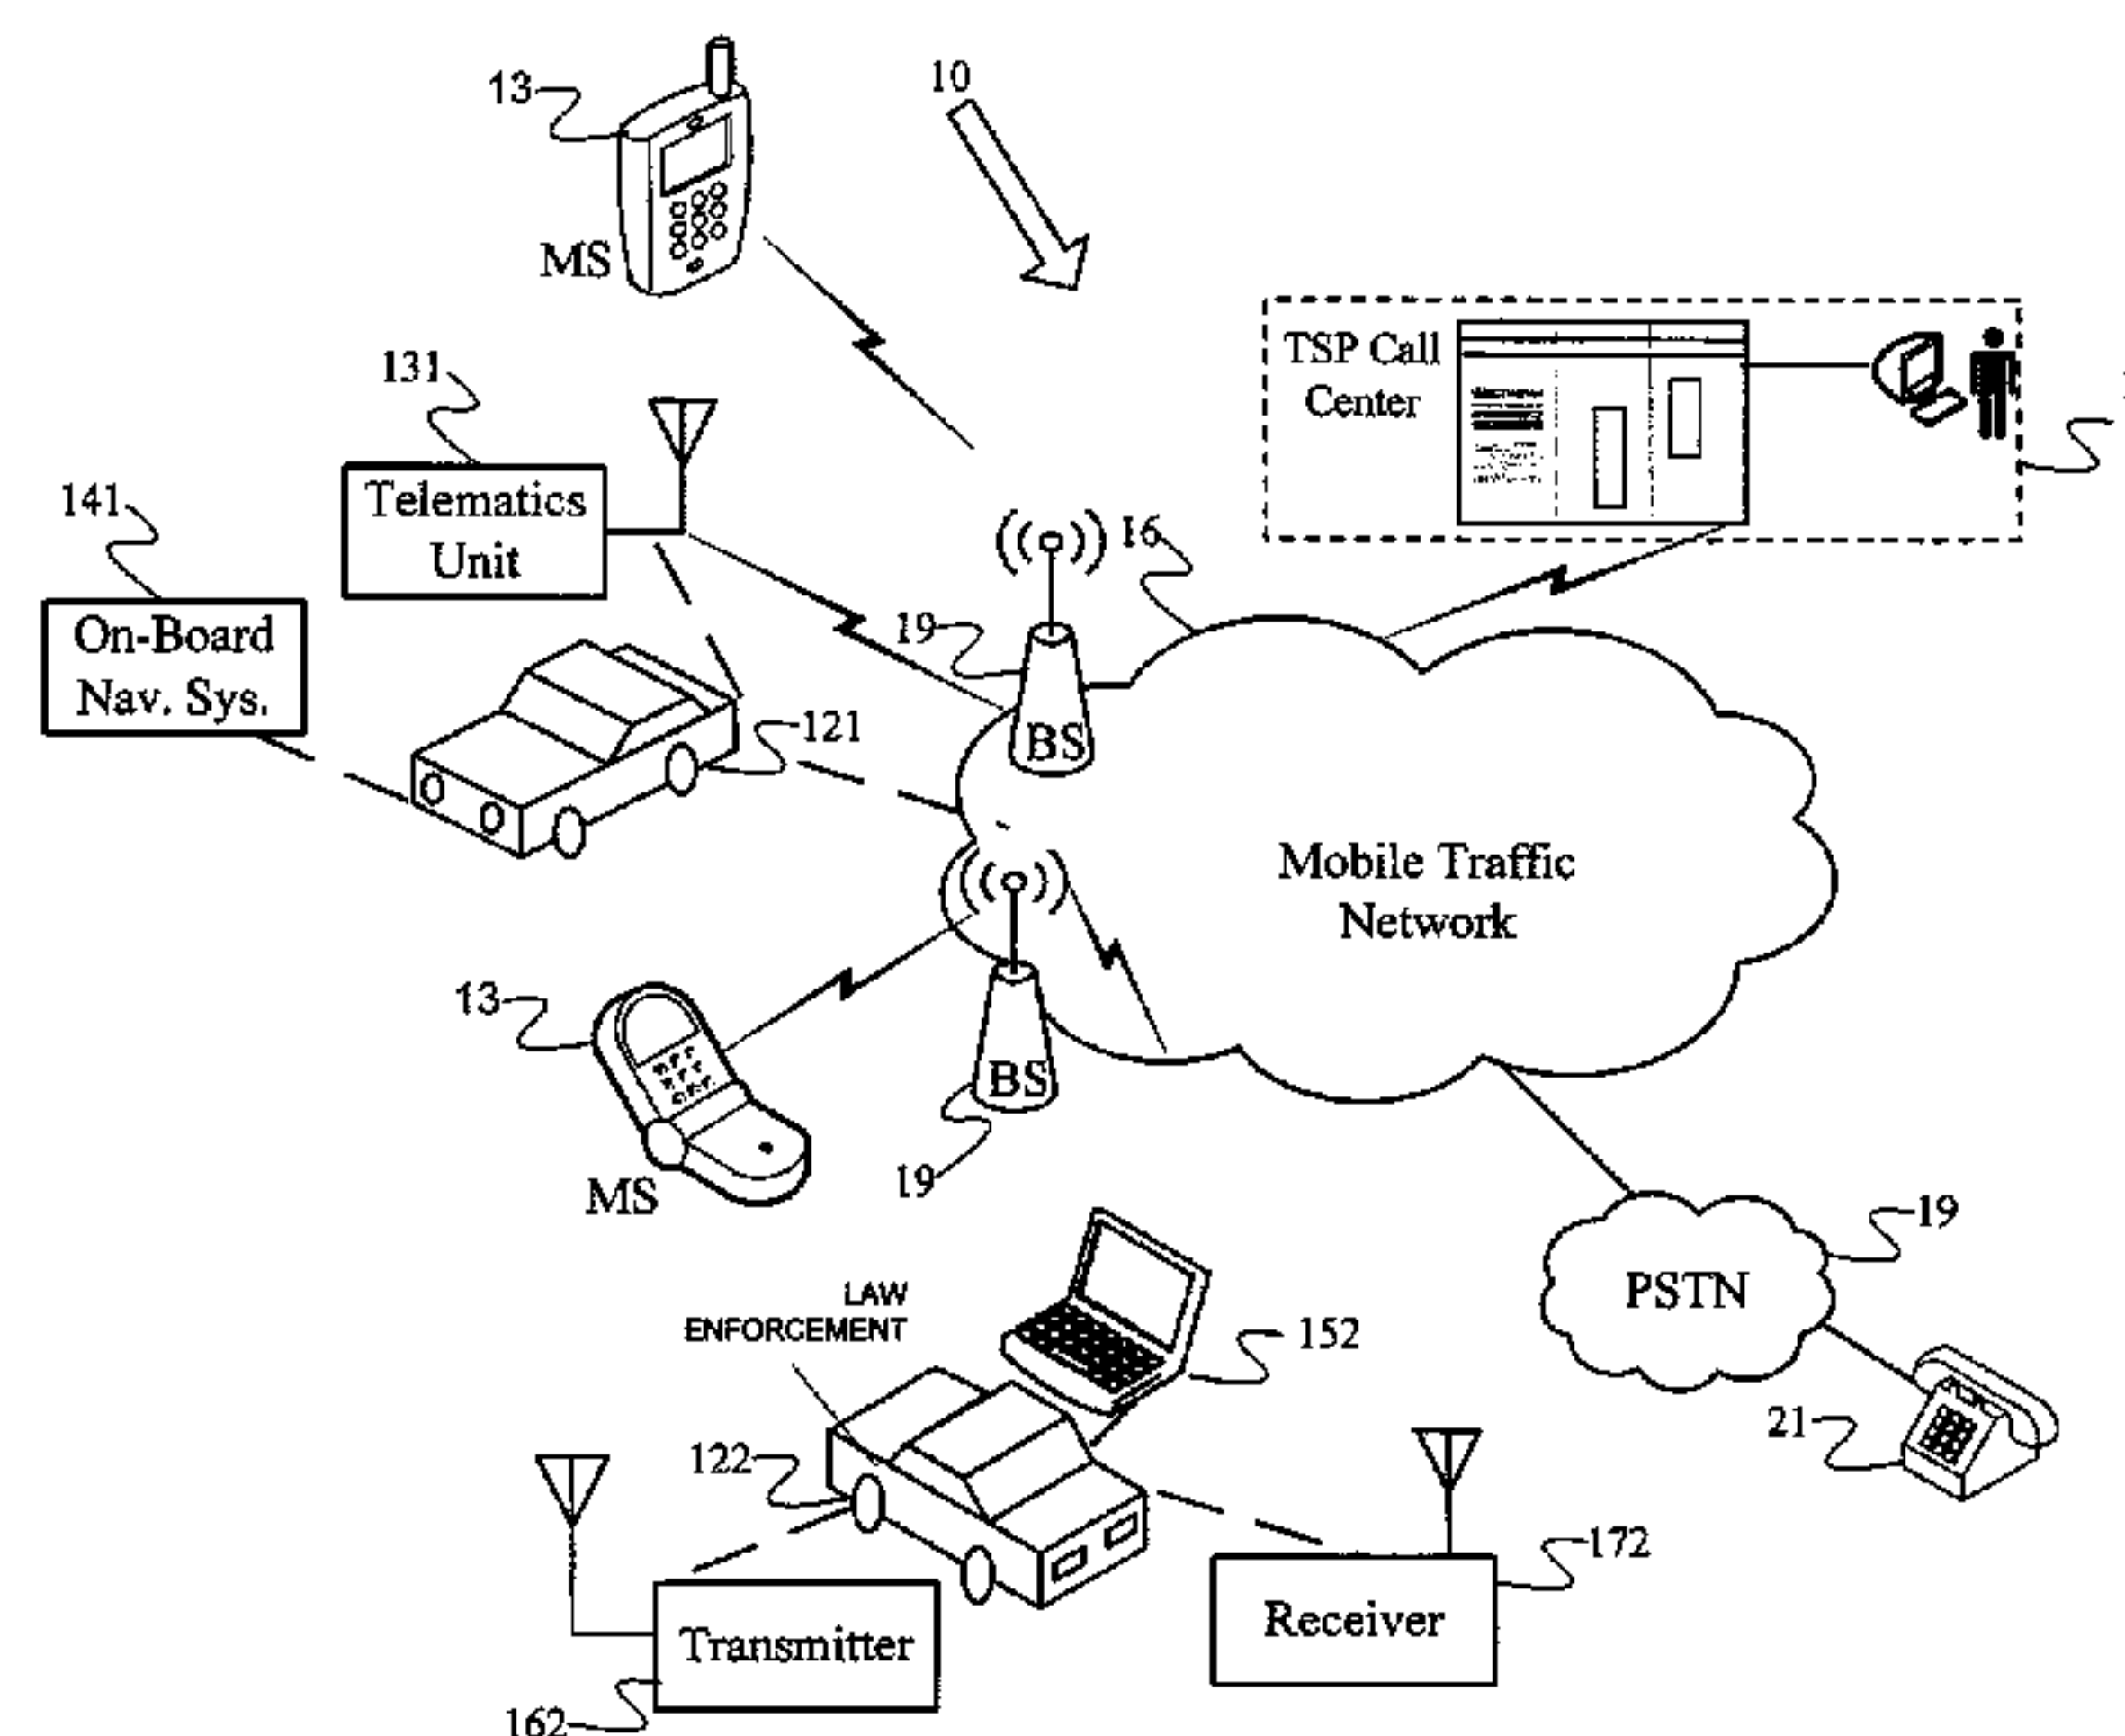 13
10
MS
TSP Call
Center
131
Telematics
Unit
141
On-Board
Nav. Sys.
16
19
BS
121
Mobile Traffic
Network
13
BS
MS
19
19
PSTN
LAW
ENFORCEMENT
152
21
122
172
Receiver
Transmitter
162